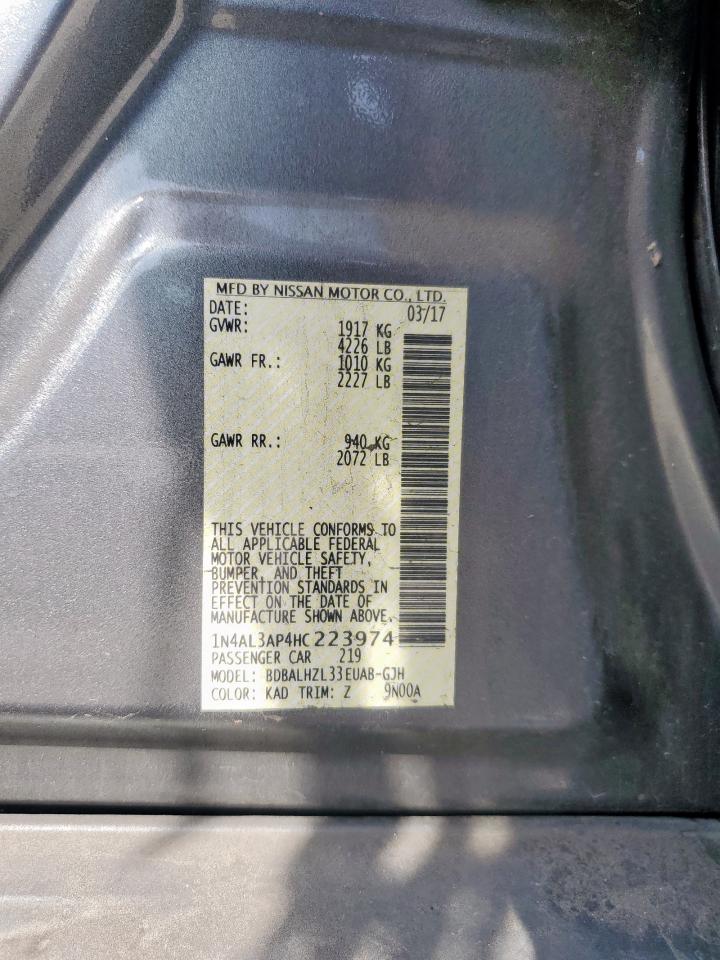 MFD BY NISSAN MOTOR CO., LTD.
DATE: 03/17
GVWR: 1917 KG
4226 LB
GAWR FR.: 1010 KG
2227 LB
GAWR RR.: 940 KG
2072 LB
THIS VEHICLE CONFORMS TO
ALL APPLICABLE FEDERAL
MOTOR VEHICLE SAFETY,
BUMPER, AND THEFT
PREVENTION STANDARDS IN
EFFECT ON THE DATE OF
MANUFACTURE SHOWN ABOVE.
1N4AL3AP4HC223974
PASSENGER CAR 219
MODEL: BDBALHZL33EUAB-GJH
COLOR: KAD TRIM: Z 9N00A